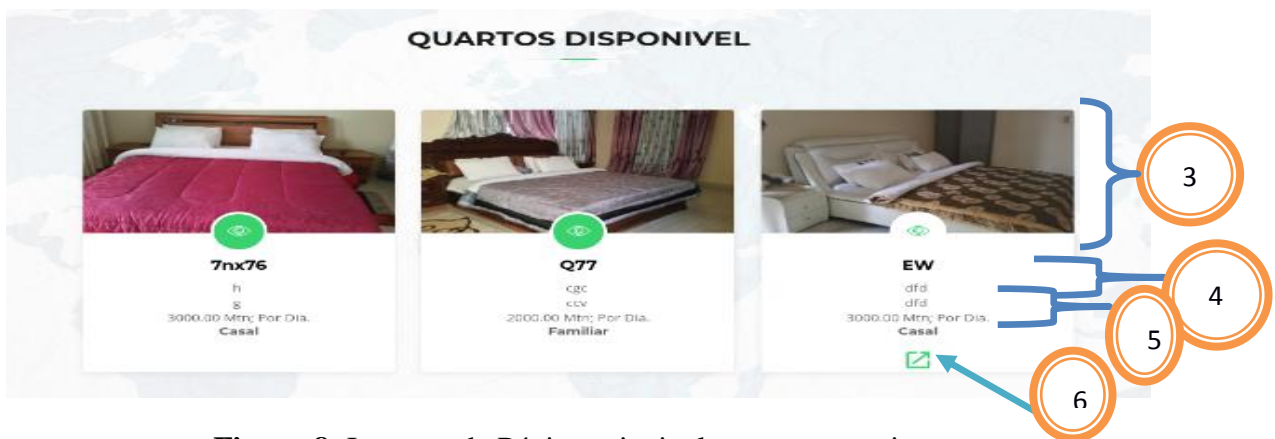 QUARTOS DISPONIVEL
7nx76
h
g
3000.00 Mtn; Por Dia.
Casal
Q77
cgc
ccv
2000.00 Mtn; Por Dia.
Familiar
EW
dfd
dfd
3000.00 Mtn; Por Dia.
Casal
3
4
5
6